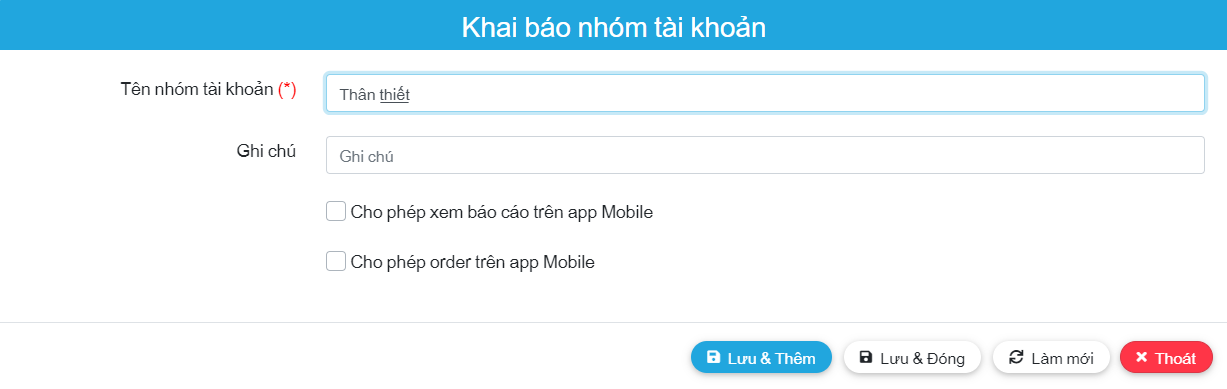 Khai báo nhóm tài khoản
Tên nhóm tài khoản (*)
Thân thiết
Ghi chú
Ghi chú
Cho phép xem báo cáo trên app Mobile
Cho phép order trên app Mobile
Lưu & Thêm Lưu & Đóng Làm mới Thoát